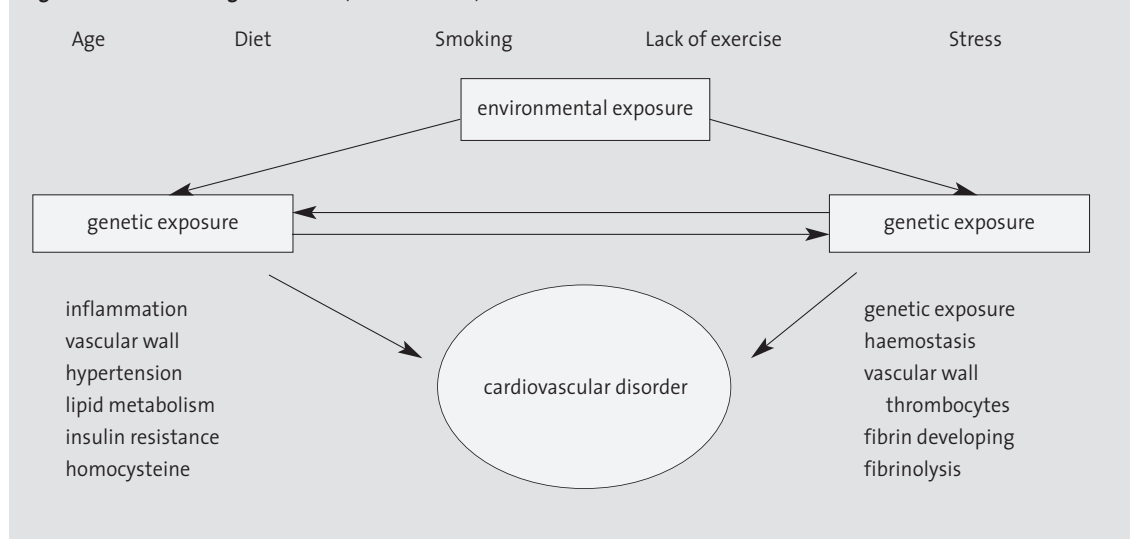 Age Diet Smoking Lack of exercise Stress
environmental exposure
genetic exposure
genetic exposure
inflammation
vascular wall
hypertension
lipid metabolism
insulin resistance
homocysteine
cardiovascular disorder
genetic exposure
haemostasis
vascular wall
thrombocytes
fibrin developing
fibrinolysis